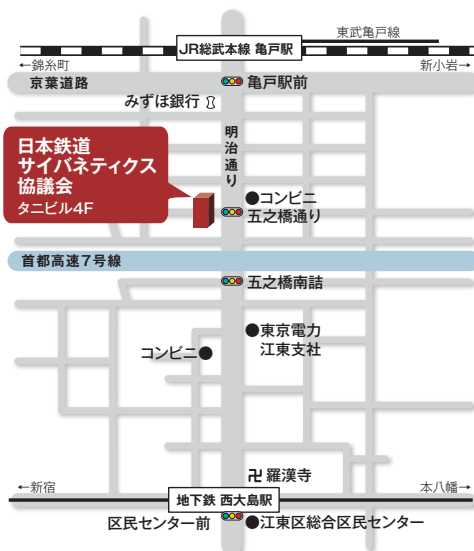 東武亀戸線
JR総武本線 亀戸駅
←錦糸町
新小岩→
京葉道路
亀戸駅前
みずほ銀行
明治通り
日本鉄道
サイバネティクス
協議会
タニビル4F
●コンビニ
五之橋通り
首都高速7号線
五之橋南詰
●東京電力
江東支社
コンビニ●
卍 羅漢寺
←新宿
本八幡→
地下鉄 西大島駅
区民センター前
●江東区総合区民センター